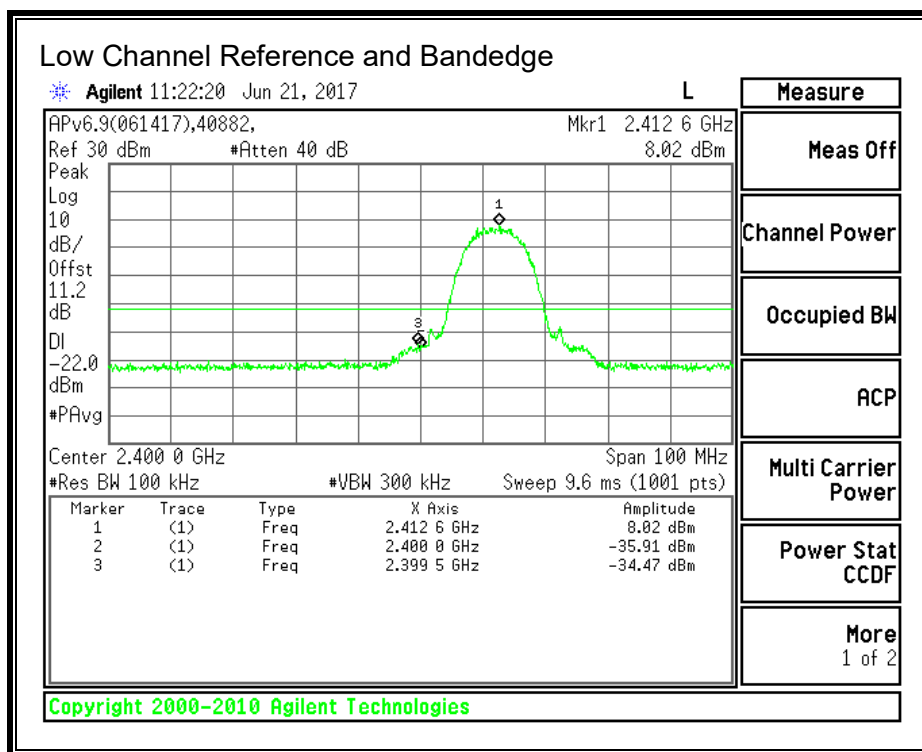 Low Channel Reference and Bandedge
Agilent 11:22:20 Jun 21, 2017 L
Measure
APv6.9(061417),40882, Mkr1 2.412 6 GHz
Ref 30 dBm #Atten 40 dB 8.02 dBm
Meas Off
Peak
Log
10
dB/
Offst
11.2
dB
DI
-22.0
dBm
#PAvg
1
3
Channel Power
Occupied BW
ACP
Center 2.400 0 GHz Span 100 MHz
#Res BW 100 kHz #VBW 300 kHz Sweep 9.6 ms (1001 pts)
Multi Carrier
Power
Marker Trace Type X Axis Amplitude
1 (1) Freq 2.412 6 GHz 8.02 dBm
2 (1) Freq 2.400 0 GHz -35.91 dBm
3 (1) Freq 2.399 5 GHz -34.47 dBm
Power Stat
CCDF
More
1 of 2
Copyright 2000-2010 Agilent Technologies